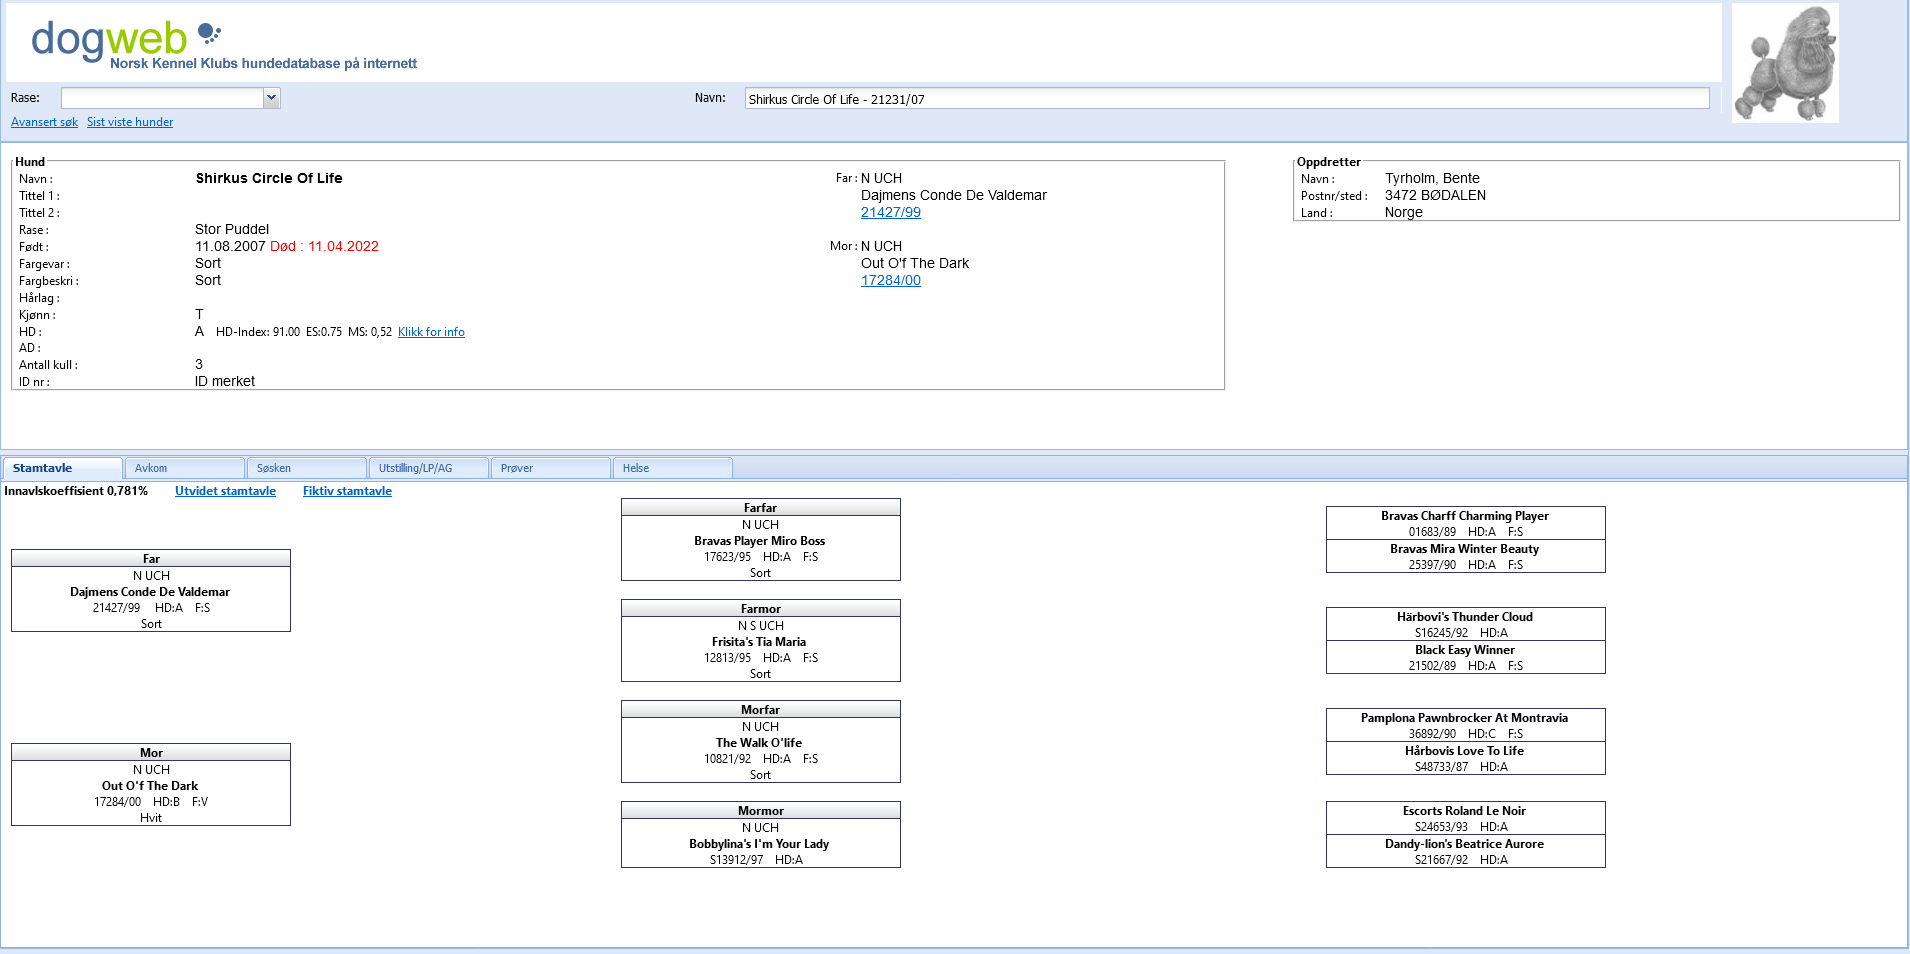 dogweb
Norsk Kennel Klubs hundedatabase på internett
Rase:
Navn: Shirkus Circle Of Life - 21231/07
Avansert søk Sist viste hunder
Hund
Navn : Shirkus Circle Of Life
Tittel 1 :
Tittel 2 :
Rase : Stor Puddel
Født : 11.08.2007 Død : 11.04.2022
Fargevar : Sort
Fargbeskri : Sort
Hårlag :
Kjønn : T
HD : A HD-Index: 91.00 ES:0.75 MS: 0,52 Klikk for info
AD :
Antall kull : 3
ID nr : ID merket
Far : N UCH
Dajmens Conde De Valdemar
21427/99
Mor : N UCH
Out O'f The Dark
17284/00
Oppdretter
Navn : Tyrholm, Bente
Postnr/sted : 3472 BØDALEN
Land : Norge
Stamtavle Avkom Søsken Utstilling/LP/AG Prøver Helse
Innavlskoeffisient 0,781% Utvidet stamtavle Fiktiv stamtavle
Far
N UCH
Dajmens Conde De Valdemar
21427/99 HD:A F:S
Sort
Mor
N UCH
Out O'f The Dark
17284/00 HD:B F:V
Hvit
Farfar
N UCH
Bravas Player Miro Boss
17623/95 HD:A F:S
Sort
Farmor
N S UCH
Frisita's Tia Maria
12813/95 HD:A F:S
Sort
Morfar
N UCH
The Walk O'life
10821/92 HD:A F:S
Sort
Mormor
N UCH
Bobbylina's I'm Your Lady
S13912/97 HD:A
Bravas Charff Charming Player
01683/89 HD:A F:S
Bravas Mira Winter Beauty
25397/90 HD:A F:S
Härbovi's Thunder Cloud
S16245/92 HD:A
Black Easy Winner
21502/89 HD:A F:S
Pamplona Pawnbrocker At Montravia
36892/90 HD:C F:S
Hårbovis Love To Life
S48733/87 HD:A
Escorts Roland Le Noir
S24653/93 HD:A
Dandy-lion's Beatrice Aurore
S21667/92 HD:A